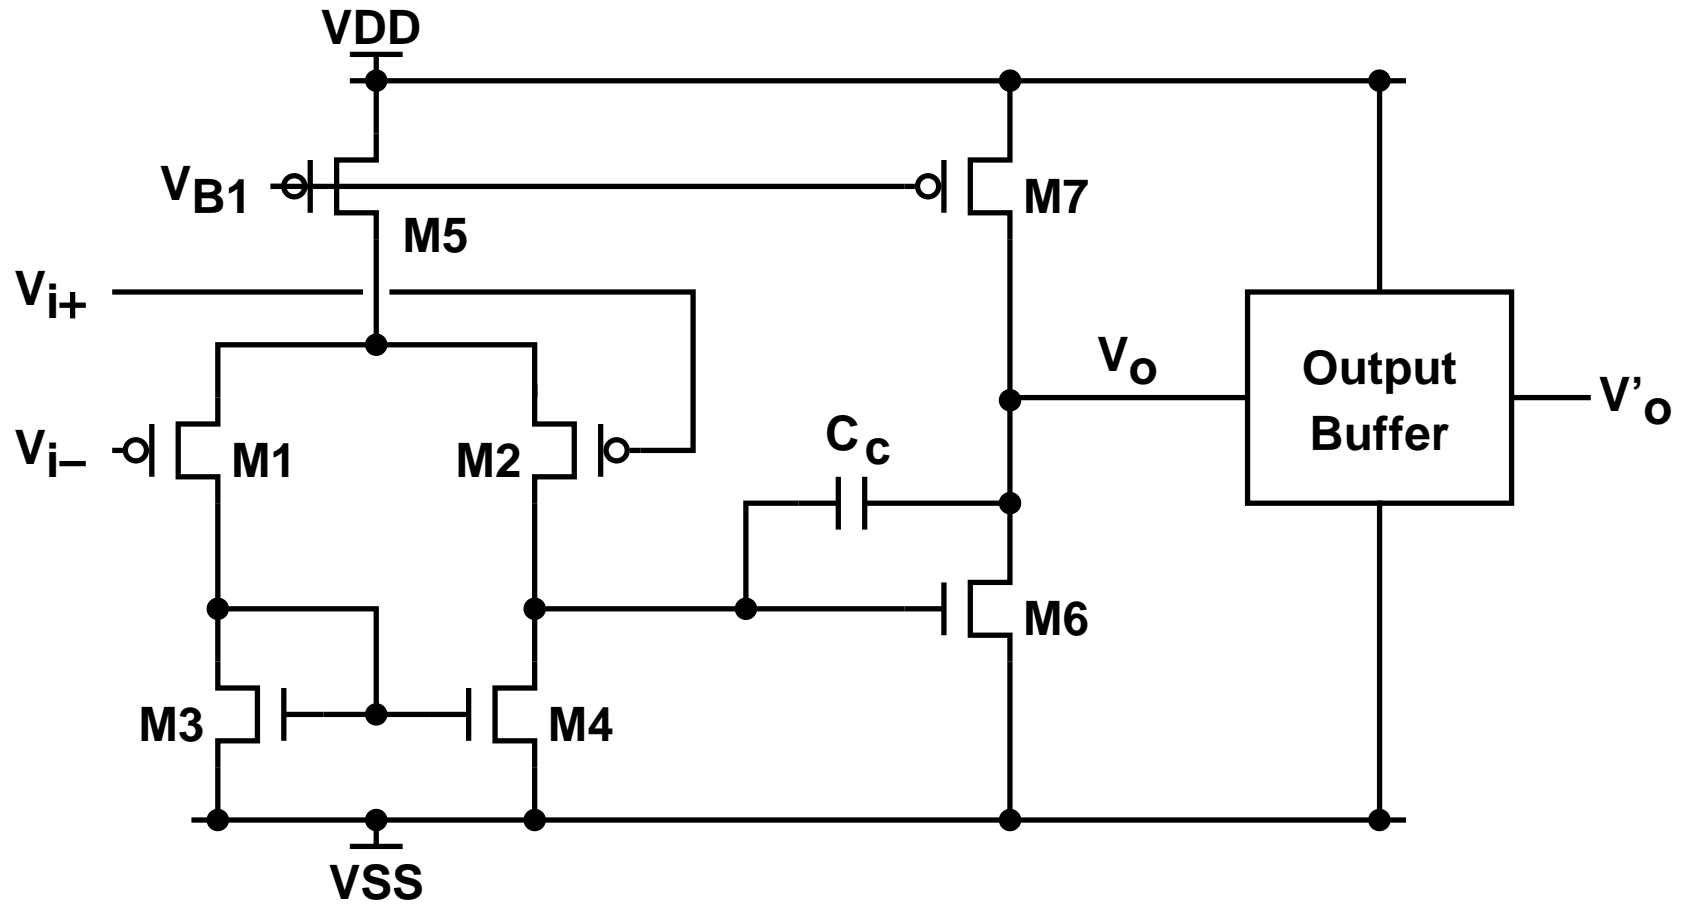 VDD
VB1
M5
M7
Vi+
Vo
Output
Buffer
V'o
Vi–
M1
M2
Cc
M6
M3
M4
VSS